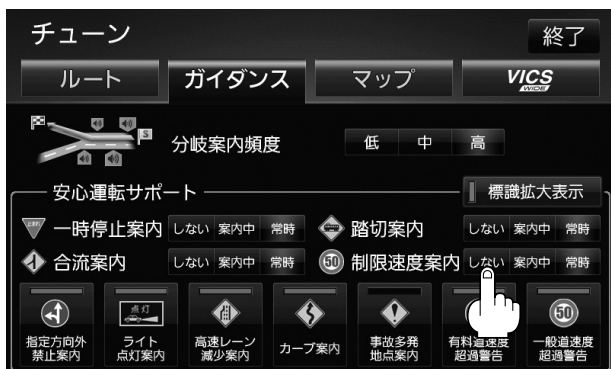 チューン
終了
ルート ガイダンス マップ VICS WIDE
S
分岐案内頻度 低 中 高
安心運転サポート 標識拡大表示
一時停止案内 しない 案内中 常時 踏切案内 しない 案内中 常時
合流案内 しない 案内中 常時 50 制限速度案内 しない 案内中 常時
点灯
50
指定方向外
禁止案内
ライト
点灯案内
高速レーン
減少案内
カーブ案内
事故多発
地点案内
有料道速度
超過警告
一般道速度
超過警告